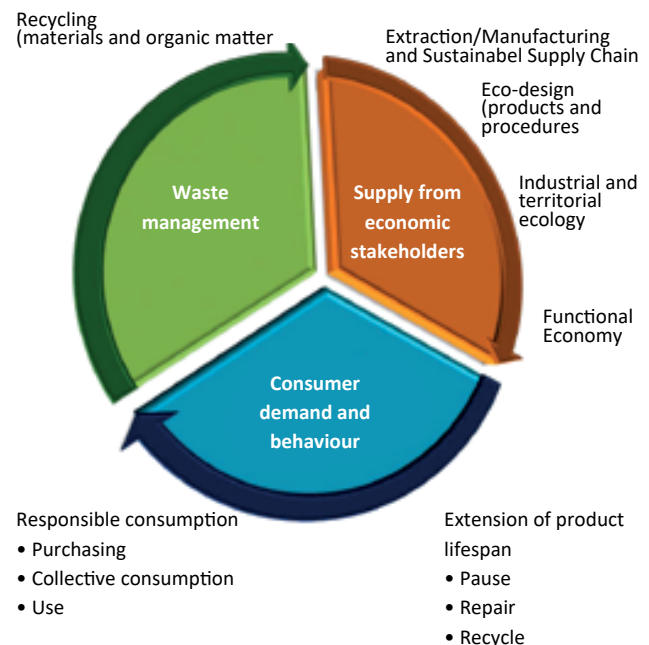 Recycling
(materials and organic matter
Extraction/Manufacturing
and Sustainabel Supply Chain
Eco-design
(products and
procedures
Industrial and
territorial
ecology
Functional
Economy
Waste
management
Supply from
economic
stakeholders
Consumer
demand and
behaviour
Responsible consumption
• Purchasing
• Collective consumption
• Use
Extension of product
lifespan
• Pause
• Repair
• Recycle